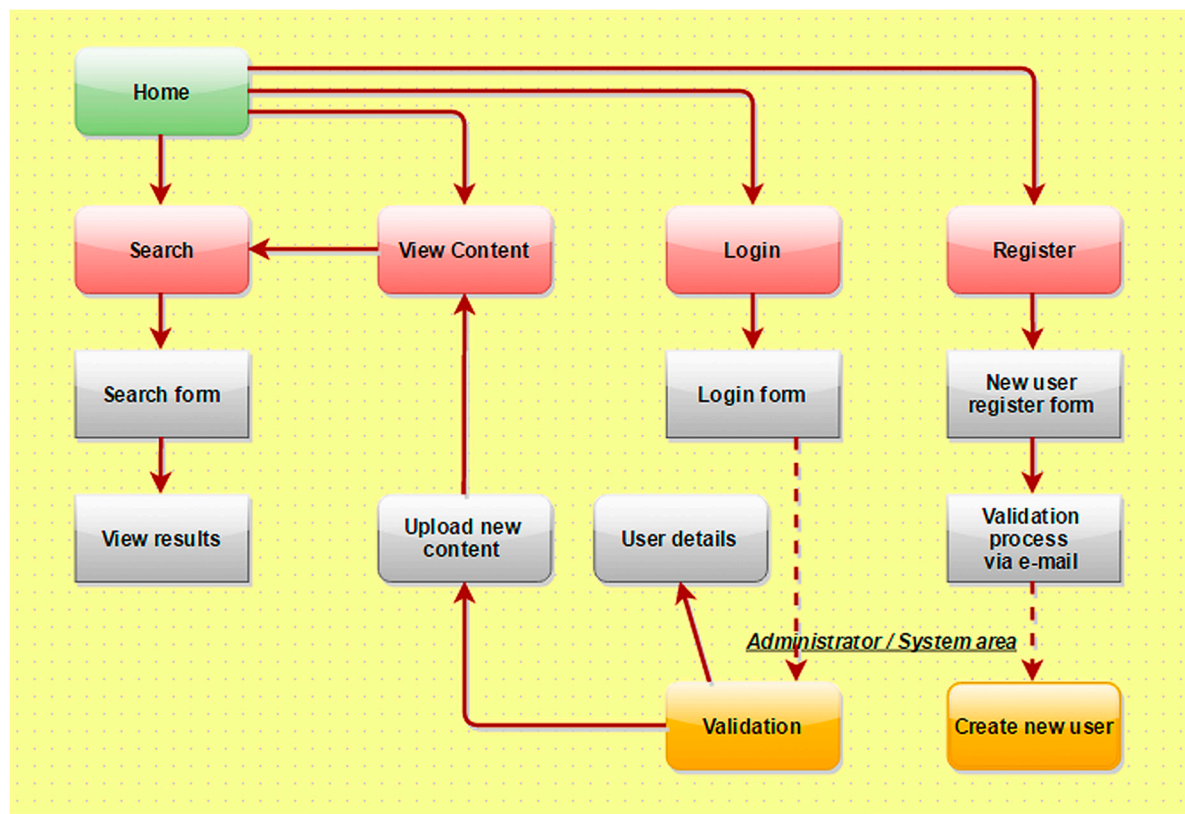 Home
Search
View Content
Login
Register
Search form
Login form
New user
register form
View results
Upload new
content
User details
Validation
process
via e-mail
Administrator / System area
Validation
Create new user